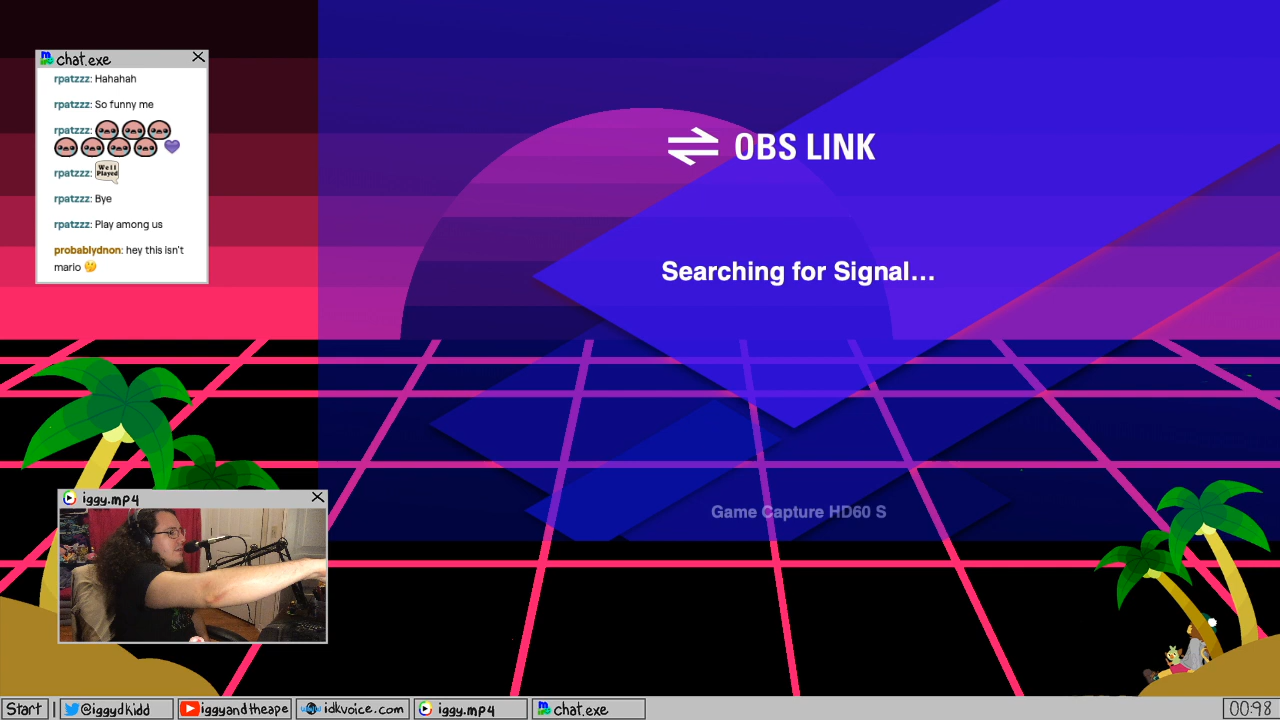 chat.exe
rpatzzz: Hahahah
rpatzzz: So funny me
rpatzzz:
rpatzzz: Well Played
rpatzzz: Bye
rpatzzz: Play among us
probablydnon: hey this isn't
mario 🤔
OBS LINK
Searching for Signal...
Game Capture HD60 S
iggy.mp4
Start | @iggydkidd iggyandtheape idkvoice.com iggy.mp4 chat.exe 00:98